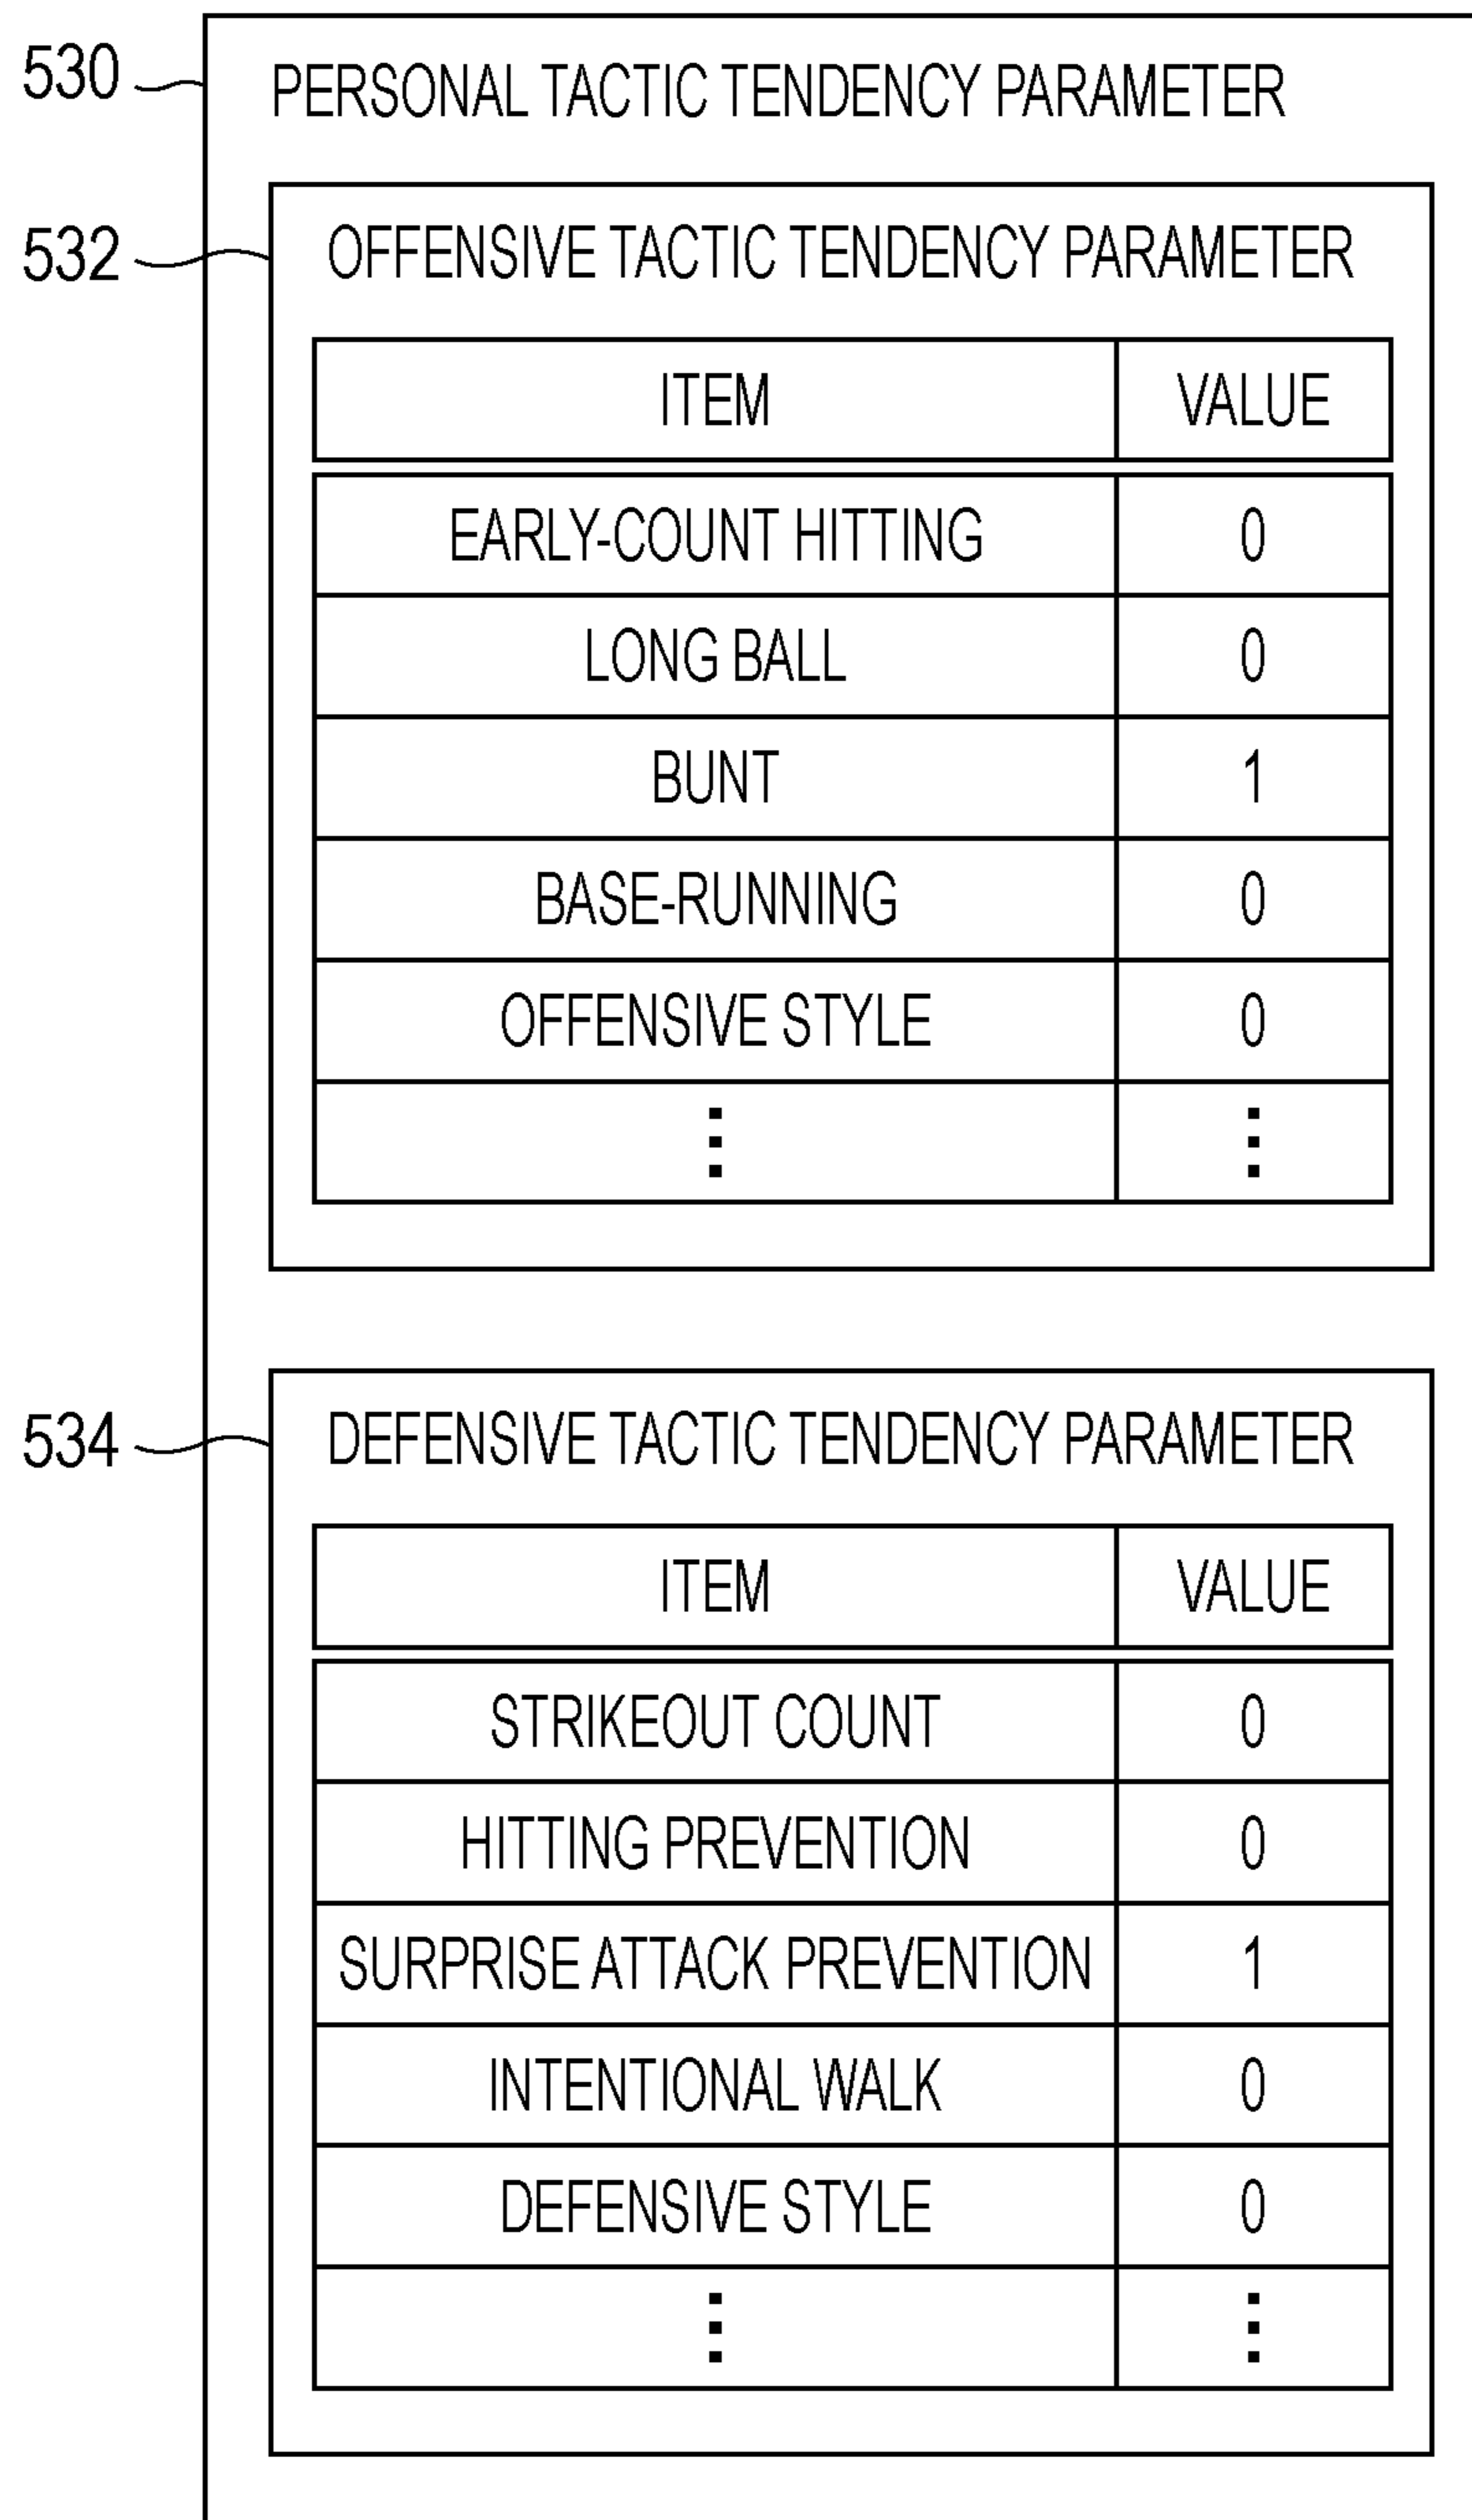 530 PERSONAL TACTIC TENDENCY PARAMETER
532 OFFENSIVE TACTIC TENDENCY PARAMETER
ITEM VALUE
EARLY-COUNT HITTING 0
LONG BALL 0
BUNT 1
BASE-RUNNING 0
OFFENSIVE STYLE 0
⋮ ⋮
534 DEFENSIVE TACTIC TENDENCY PARAMETER
ITEM VALUE
STRIKEOUT COUNT 0
HITTING PREVENTION 0
SURPRISE ATTACK PREVENTION 1
INTENTIONAL WALK 0
DEFENSIVE STYLE 0
⋮ ⋮